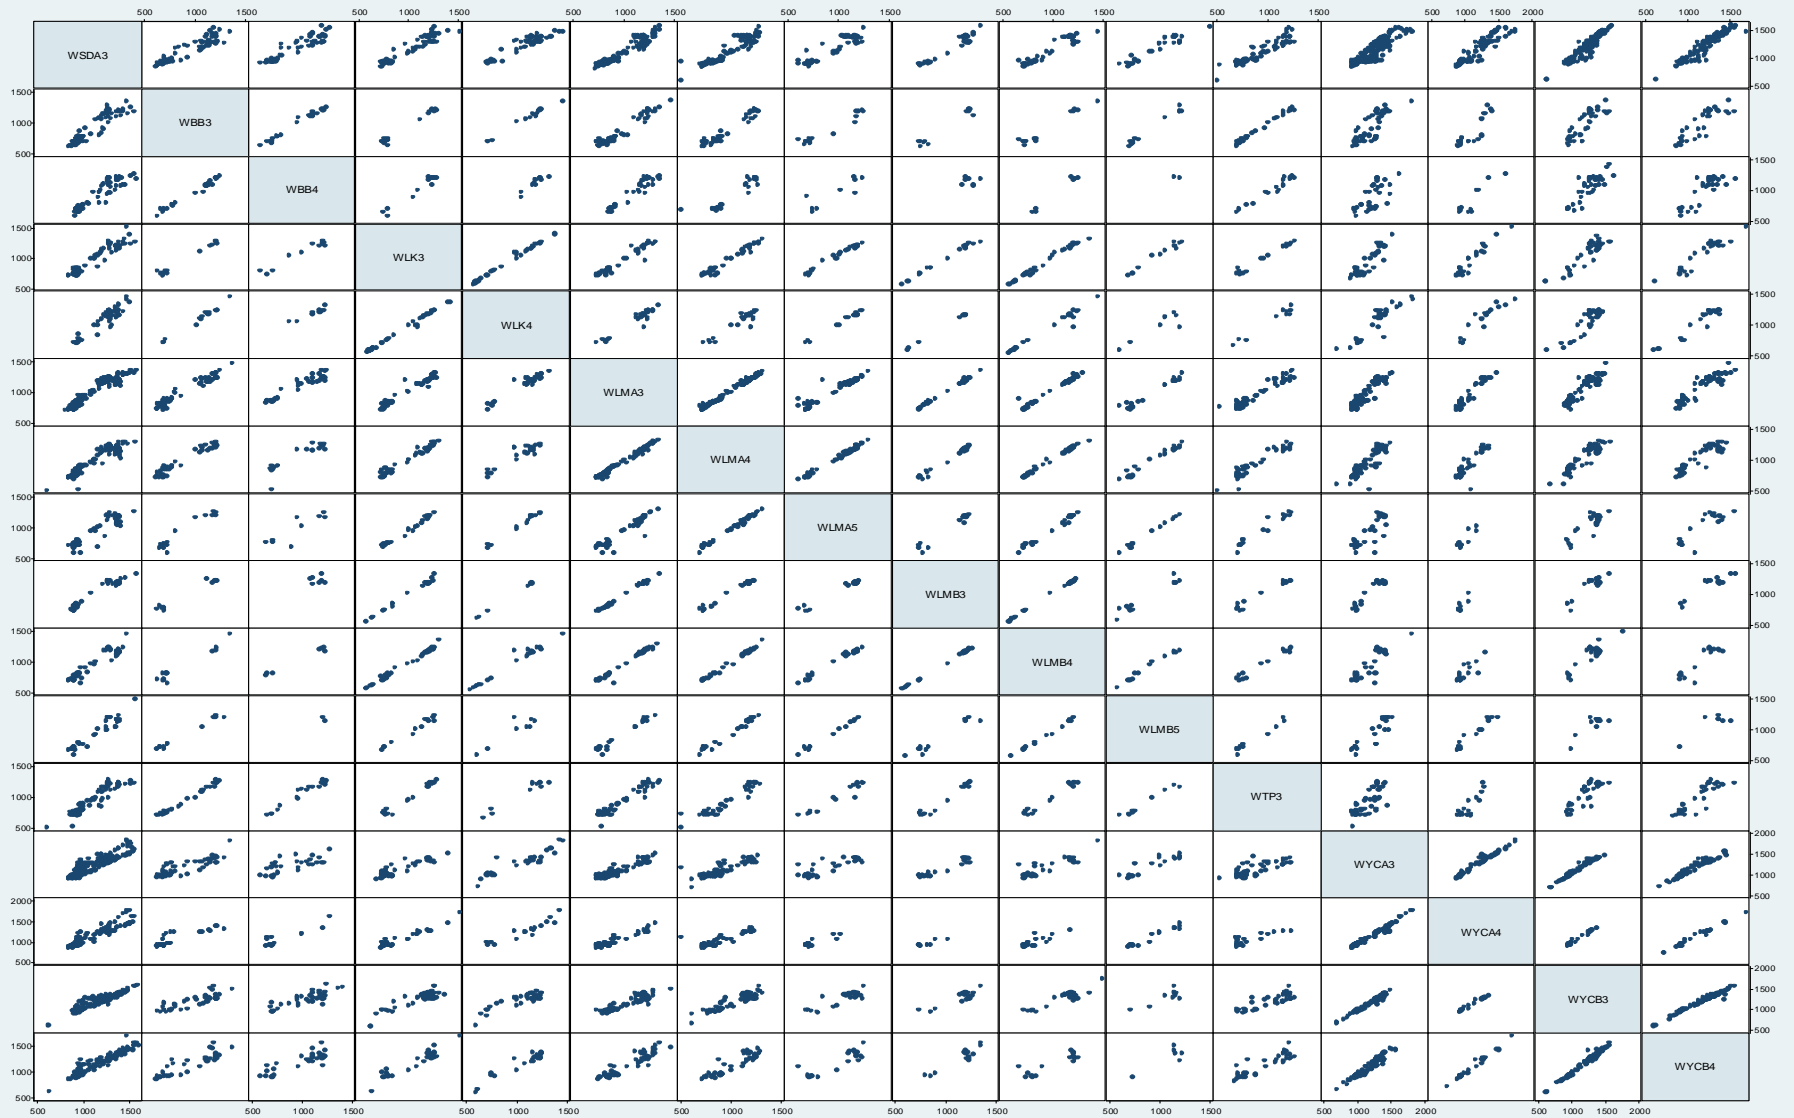 500 1000 1500 500 1000 1500 500 1000 1500 500 1000 1500 500 1000 1500 500 1000 1500 500 1000 1500 2000
WSDA3 1500 1000 500
1500 1000 500 WBB3
WBB4 1500 1000 500
1500 1000 500 WLK3
WLK4 1500 1000 500
1500 1000 500 WLMA3
WLMA4 1500 1000 500
1500 1000 500 WLMA5
WLMB3 1500 1000 500
1500 1000 500 WLMB4
WLMB5 1500 1000 500
1500 1000 500 WTP3
WYCA3 2000 1500 1000 500
2000 1500 1000 500 WYCA4
WYCB3 2000 1500 1000 500
1500 1000 500 WYCB4
500 1000 1500 500 1000 1500 500 1000 1500 500 1000 1500 500 1000 1500 500 1000 1500 500 1000 1500 2000 500 1000 1500 2000